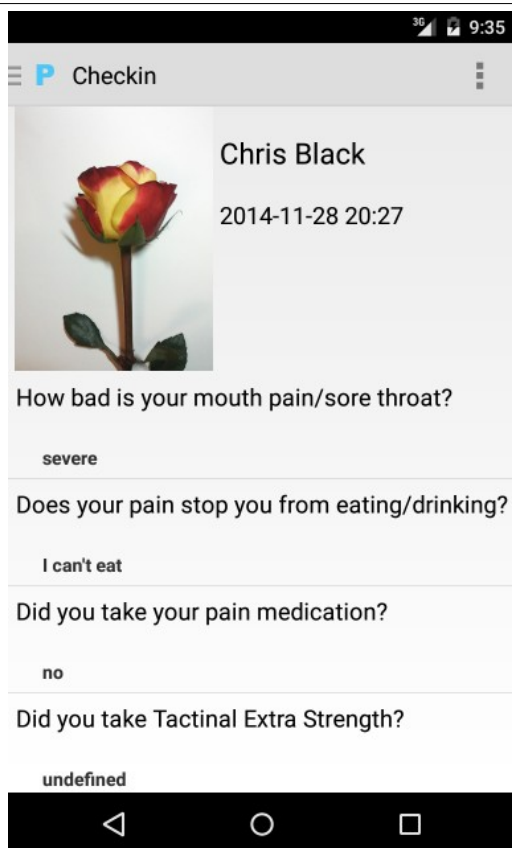 3G 9:35
P Checkin
Chris Black
2014-11-28 20:27
How bad is your mouth pain/sore throat?
severe
Does your pain stop you from eating/drinking?
I can't eat
Did you take your pain medication?
no
Did you take Tactinal Extra Strength?
undefined